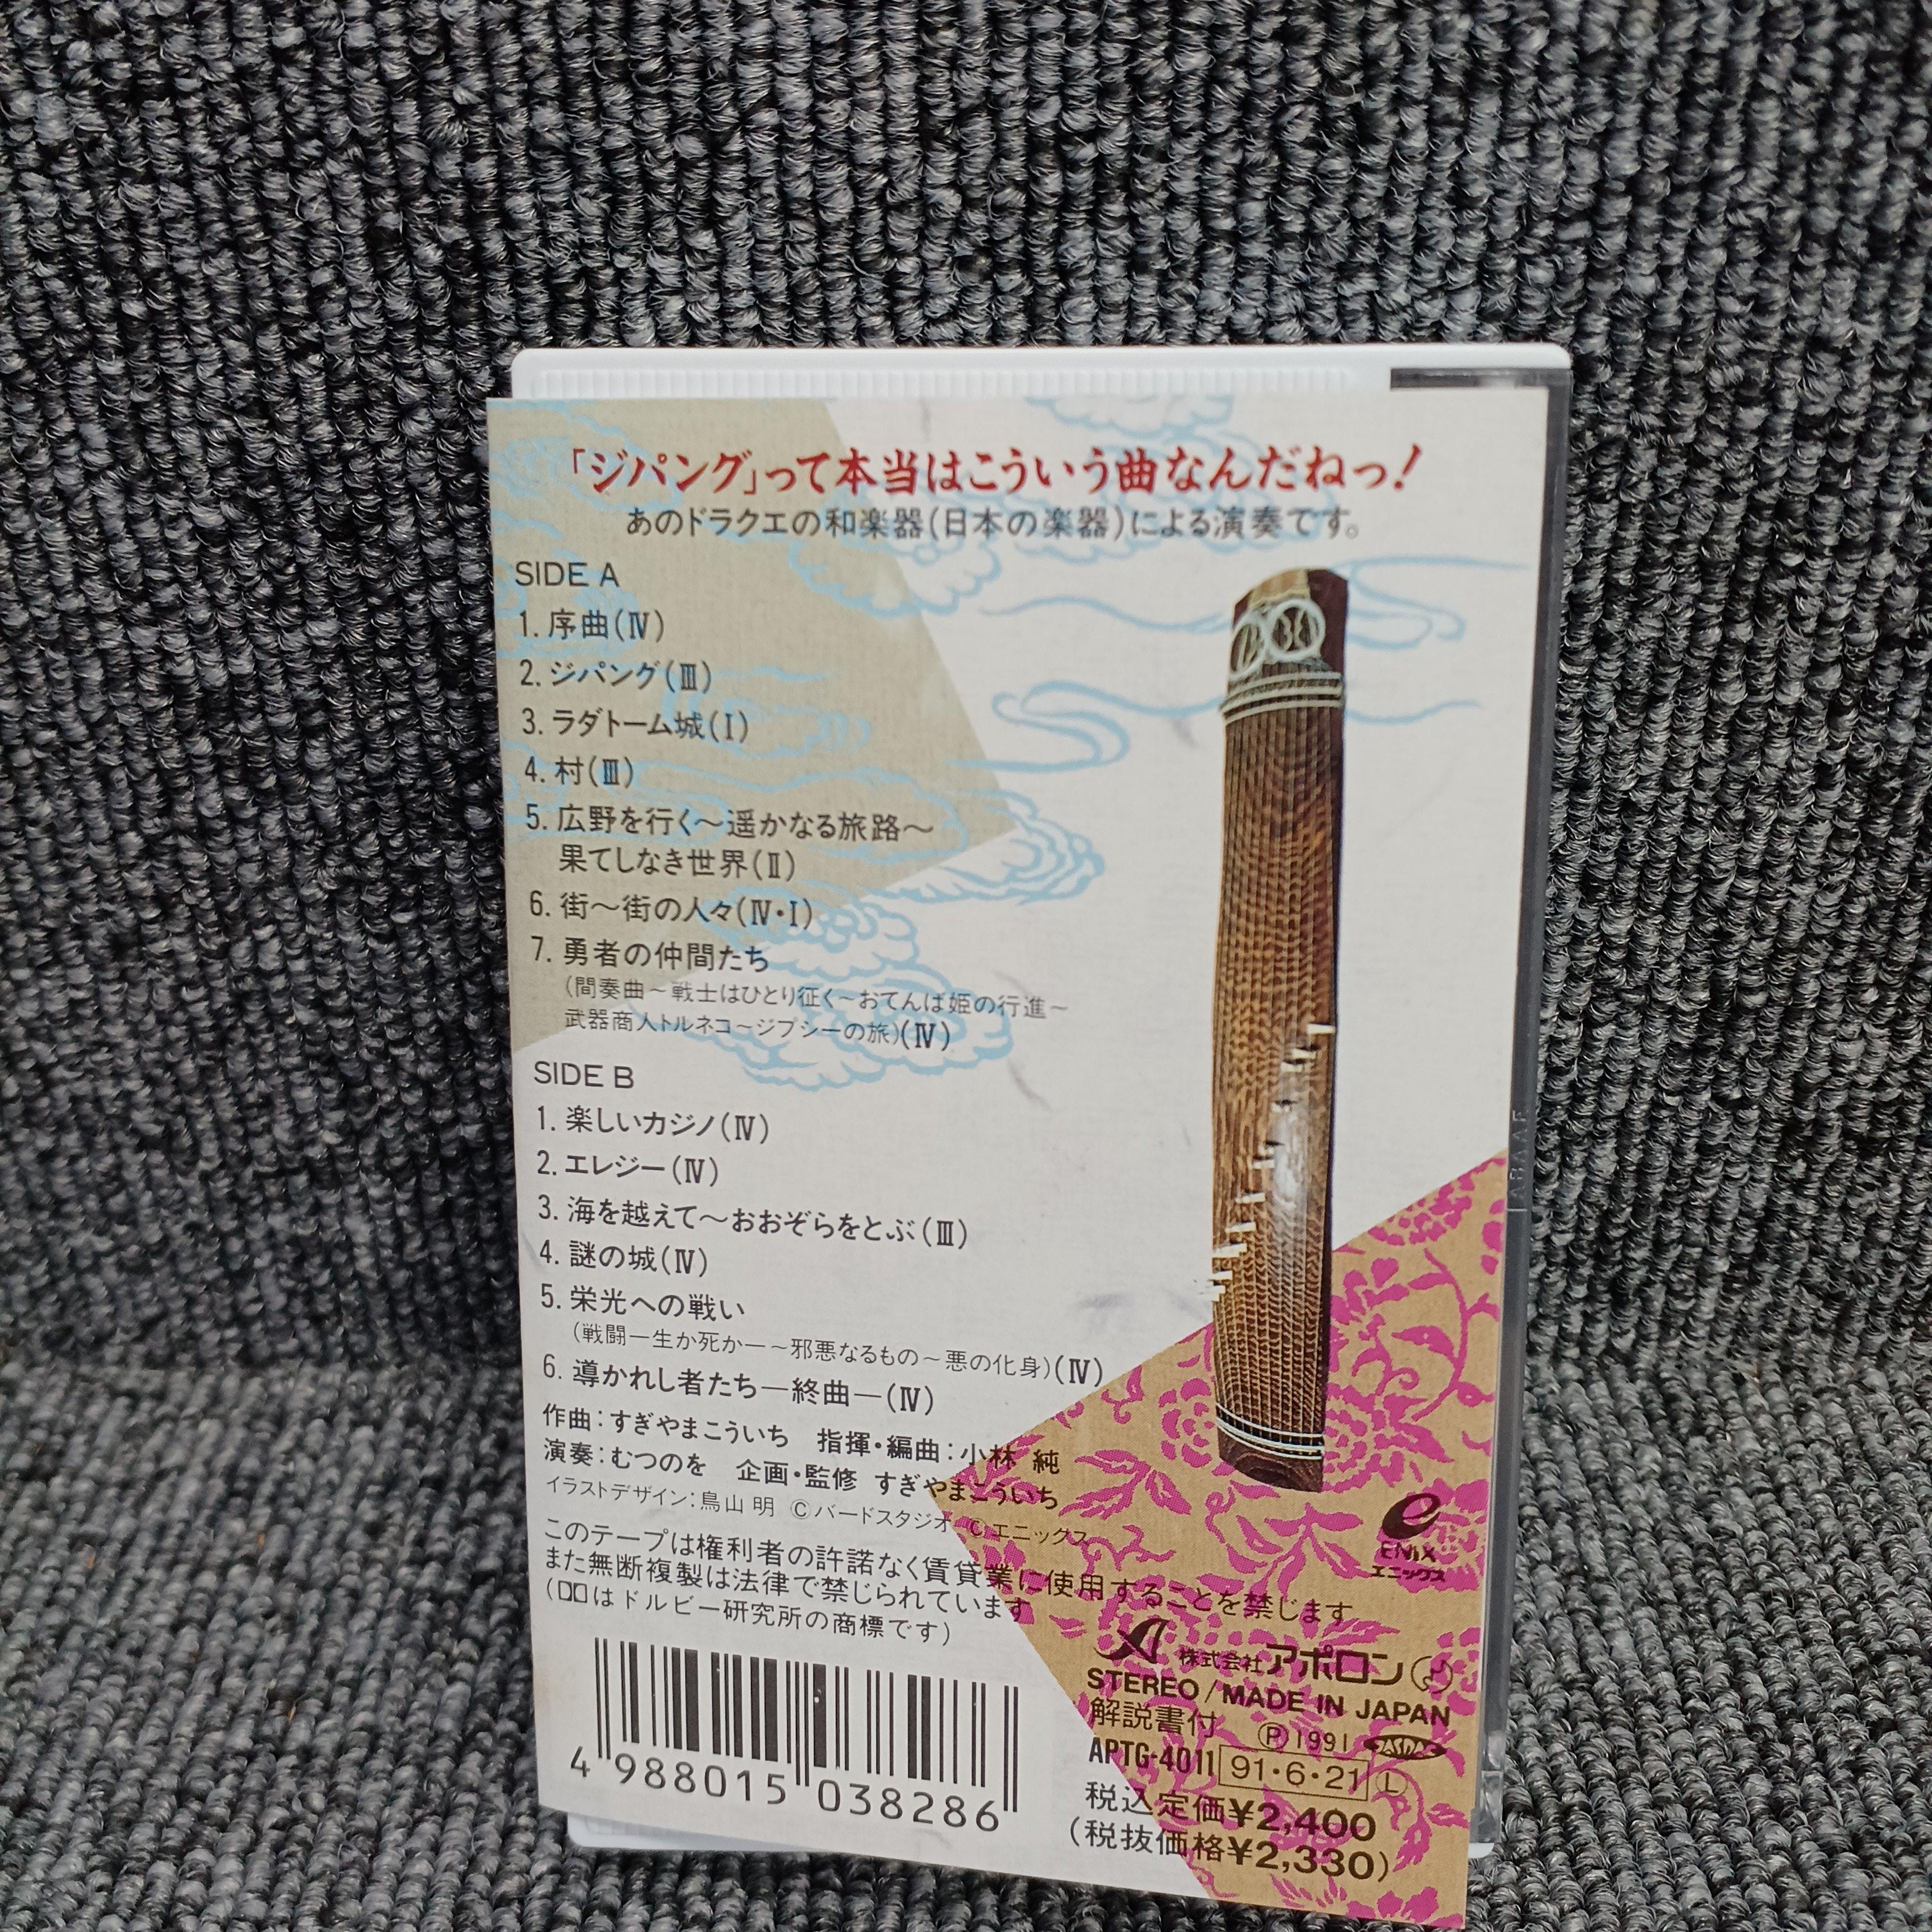 「ジパング」って本当はこういう曲なんだねっ!
あのドラクエの和楽器(日本の楽器)による演奏です。
SIDE A
1. 序曲(Ⅳ)
2. ジパング(Ⅲ)
3. ラダトーム城(Ⅰ)
4. 村(Ⅲ)
5. 広野を行く～遥かなる旅路～
果てしなき世界(Ⅱ)
6. 街～街の人々(Ⅳ・Ⅰ)
7. 勇者の仲間たち
(間奏曲～戦士はひとり征く～おてんば姫の行進～
武器商人トルネコ～ジプシーの旅)(Ⅳ)
SIDE B
1. 楽しいカジノ(Ⅳ)
2. エレジー(Ⅳ)
3. 海を越えて～おおぞらをとぶ(Ⅲ)
4. 謎の城(Ⅳ)
5. 栄光への戦い
(戦闘―生か死か―～邪悪なるもの～悪の化身)(Ⅳ)
6. 導かれし者たち―終曲―(Ⅳ)
作曲:すぎやまこういち 指揮・編曲:小林 純
演奏:むつのを 企画・監修 すぎやまこういち
イラストデザイン:鳥山 明 Ⓒバードスタジオ Ⓒエニックス
このテープは権利者の許諾なく賃貸業に使用することを禁じます
また無断複製は法律で禁じられています
(はドルビー研究所の商標です)
ENIX
エニックス
株式会社アポロン
STEREO/MADE IN JAPAN
解説書付 Ⓟ1991
APTG-4011 91・6・21 Ⓛ
税込定価¥2,400
(税抜価格¥2,330)
4 988015 038286